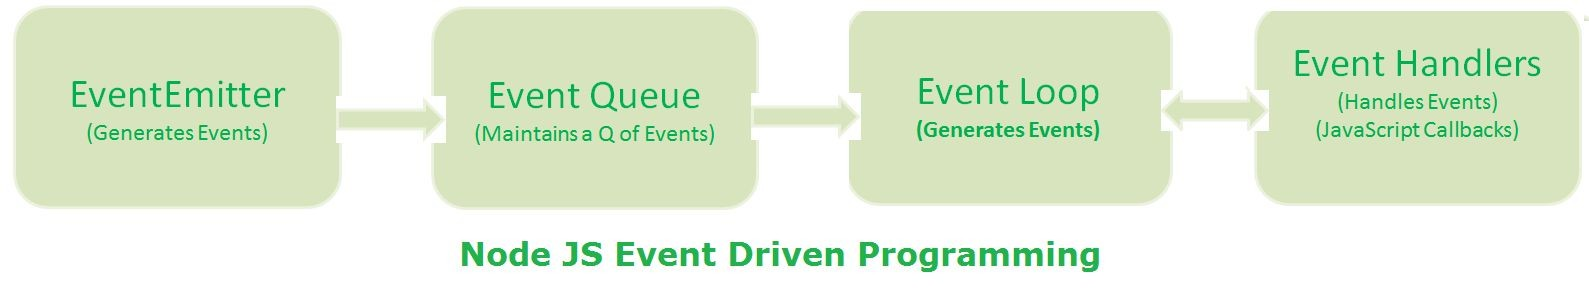 EventEmitter
(Generates Events)
Event Queue
(Maintains a Q of Events)
Event Loop
(Generates Events)
Event Handlers
(Handles Events)
(JavaScript Callbacks)
Node JS Event Driven Programming